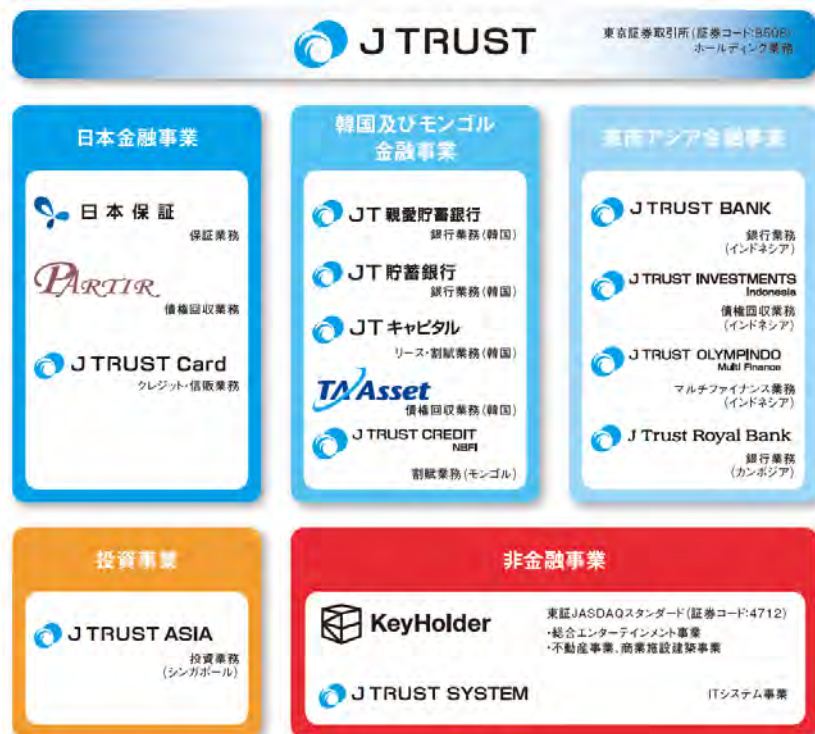 J TRUST
東京証券取引所(証券コード:8508)
ホールディング業務
日本金融事業
日本保証
保証業務
PARTIR
債権回収業務
J TRUST Card
クレジット・信販業務
韓国及びモンゴル
金融事業
JT 親愛貯蓄銀行
銀行業務(韓国)
JT 貯蓄銀行
銀行業務(韓国)
JT キャピタル
リース・割賦業務(韓国)
TA Asset
債権回収業務(韓国)
J TRUST CREDIT
NBFI
割賦業務(モンゴル)
東南アジア金融事業
J TRUST BANK
銀行業務
(インドネシア)
J TRUST INVESTMENTS
Indonesia
債権回収業務
(インドネシア)
J TRUST OLYMPINDO
Multi Finance
マルチファイナンス業務
(インドネシア)
J Trust Royal Bank
銀行業務
(カンボジア)
投資事業
J TRUST ASIA
投資業務
(シンガポール)
非金融事業
KeyHolder
東証JASDAQスタンダード(証券コード:4712)
・総合エンターテインメント事業
・不動産事業、商業施設建築事業
J TRUST SYSTEM
ITシステム事業